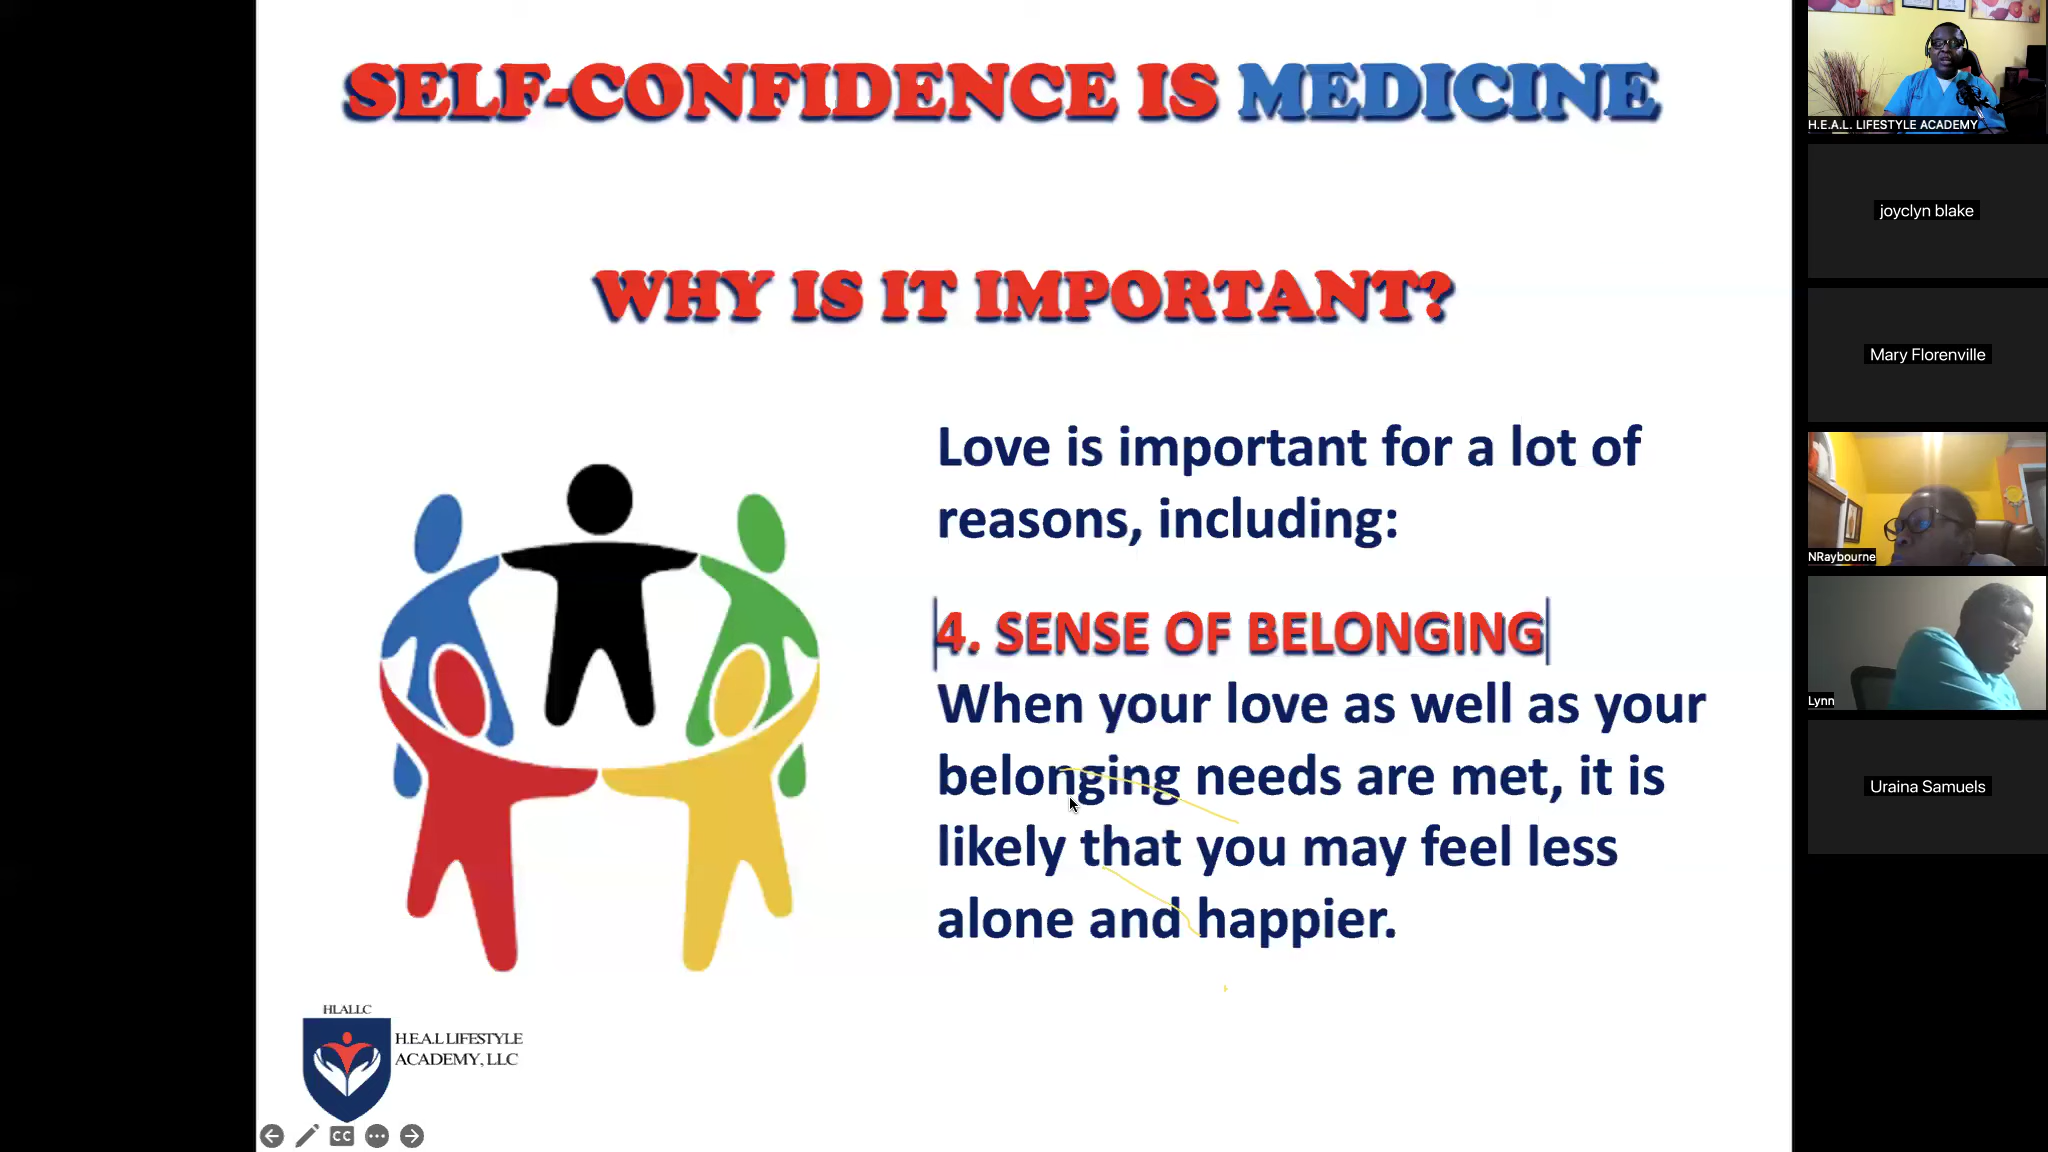 SELF-CONFIDENCE IS MEDICINE
WHY IS IT IMPORTANT?
Love is important for a lot of
reasons, including:
4. SENSE OF BELONGING
When your love as well as your
belonging needs are met, it is
likely that you may feel less
alone and happier.
HLALLC
H.E.A.L LIFESTYLE
ACADEMY, LLC
CC
H.E.A.L. LIFESTYLE ACADEMY
joyclyn blake
Mary Florenville
NRaybourne
Lynn
Uraina Samuels